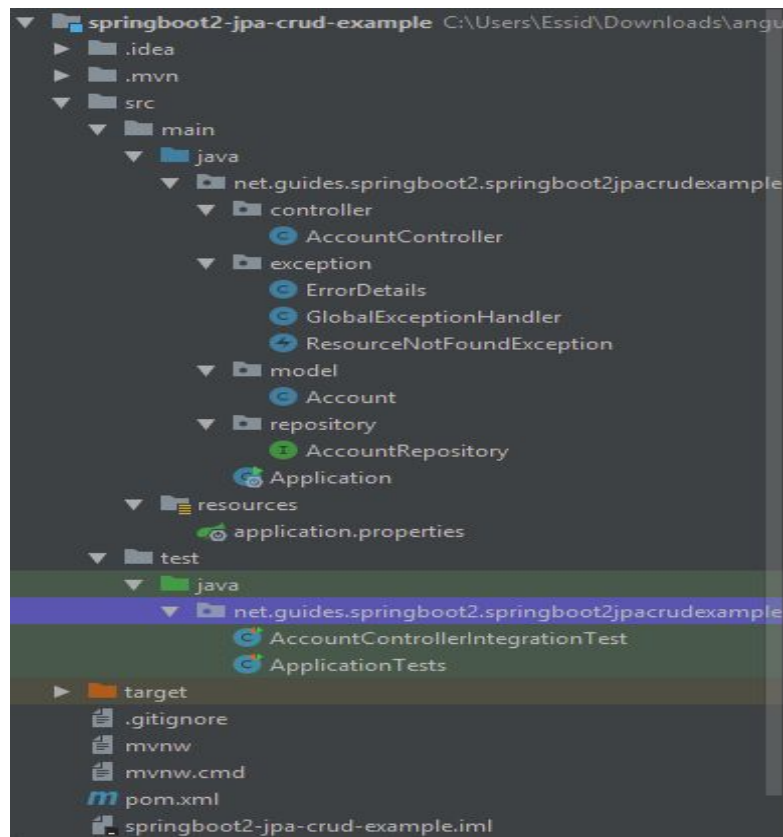 springboot2-jpa-crud-example C:\Users\Essid\Downloads\angu
.idea
.mvn
src
main
java
net.guides.springboot2.springboot2jpacrudexample
controller
AccountController
exception
ErrorDetails
GlobalExceptionHandler
ResourceNotFoundException
model
Account
repository
AccountRepository
Application
resources
application.properties
test
java
net.guides.springboot2.springboot2jpacrudexample
AccountControllerIntegrationTest
ApplicationTests
target
.gitignore
mvnw
mvnw.cmd
pom.xml
springboot2-jpa-crud-example.iml